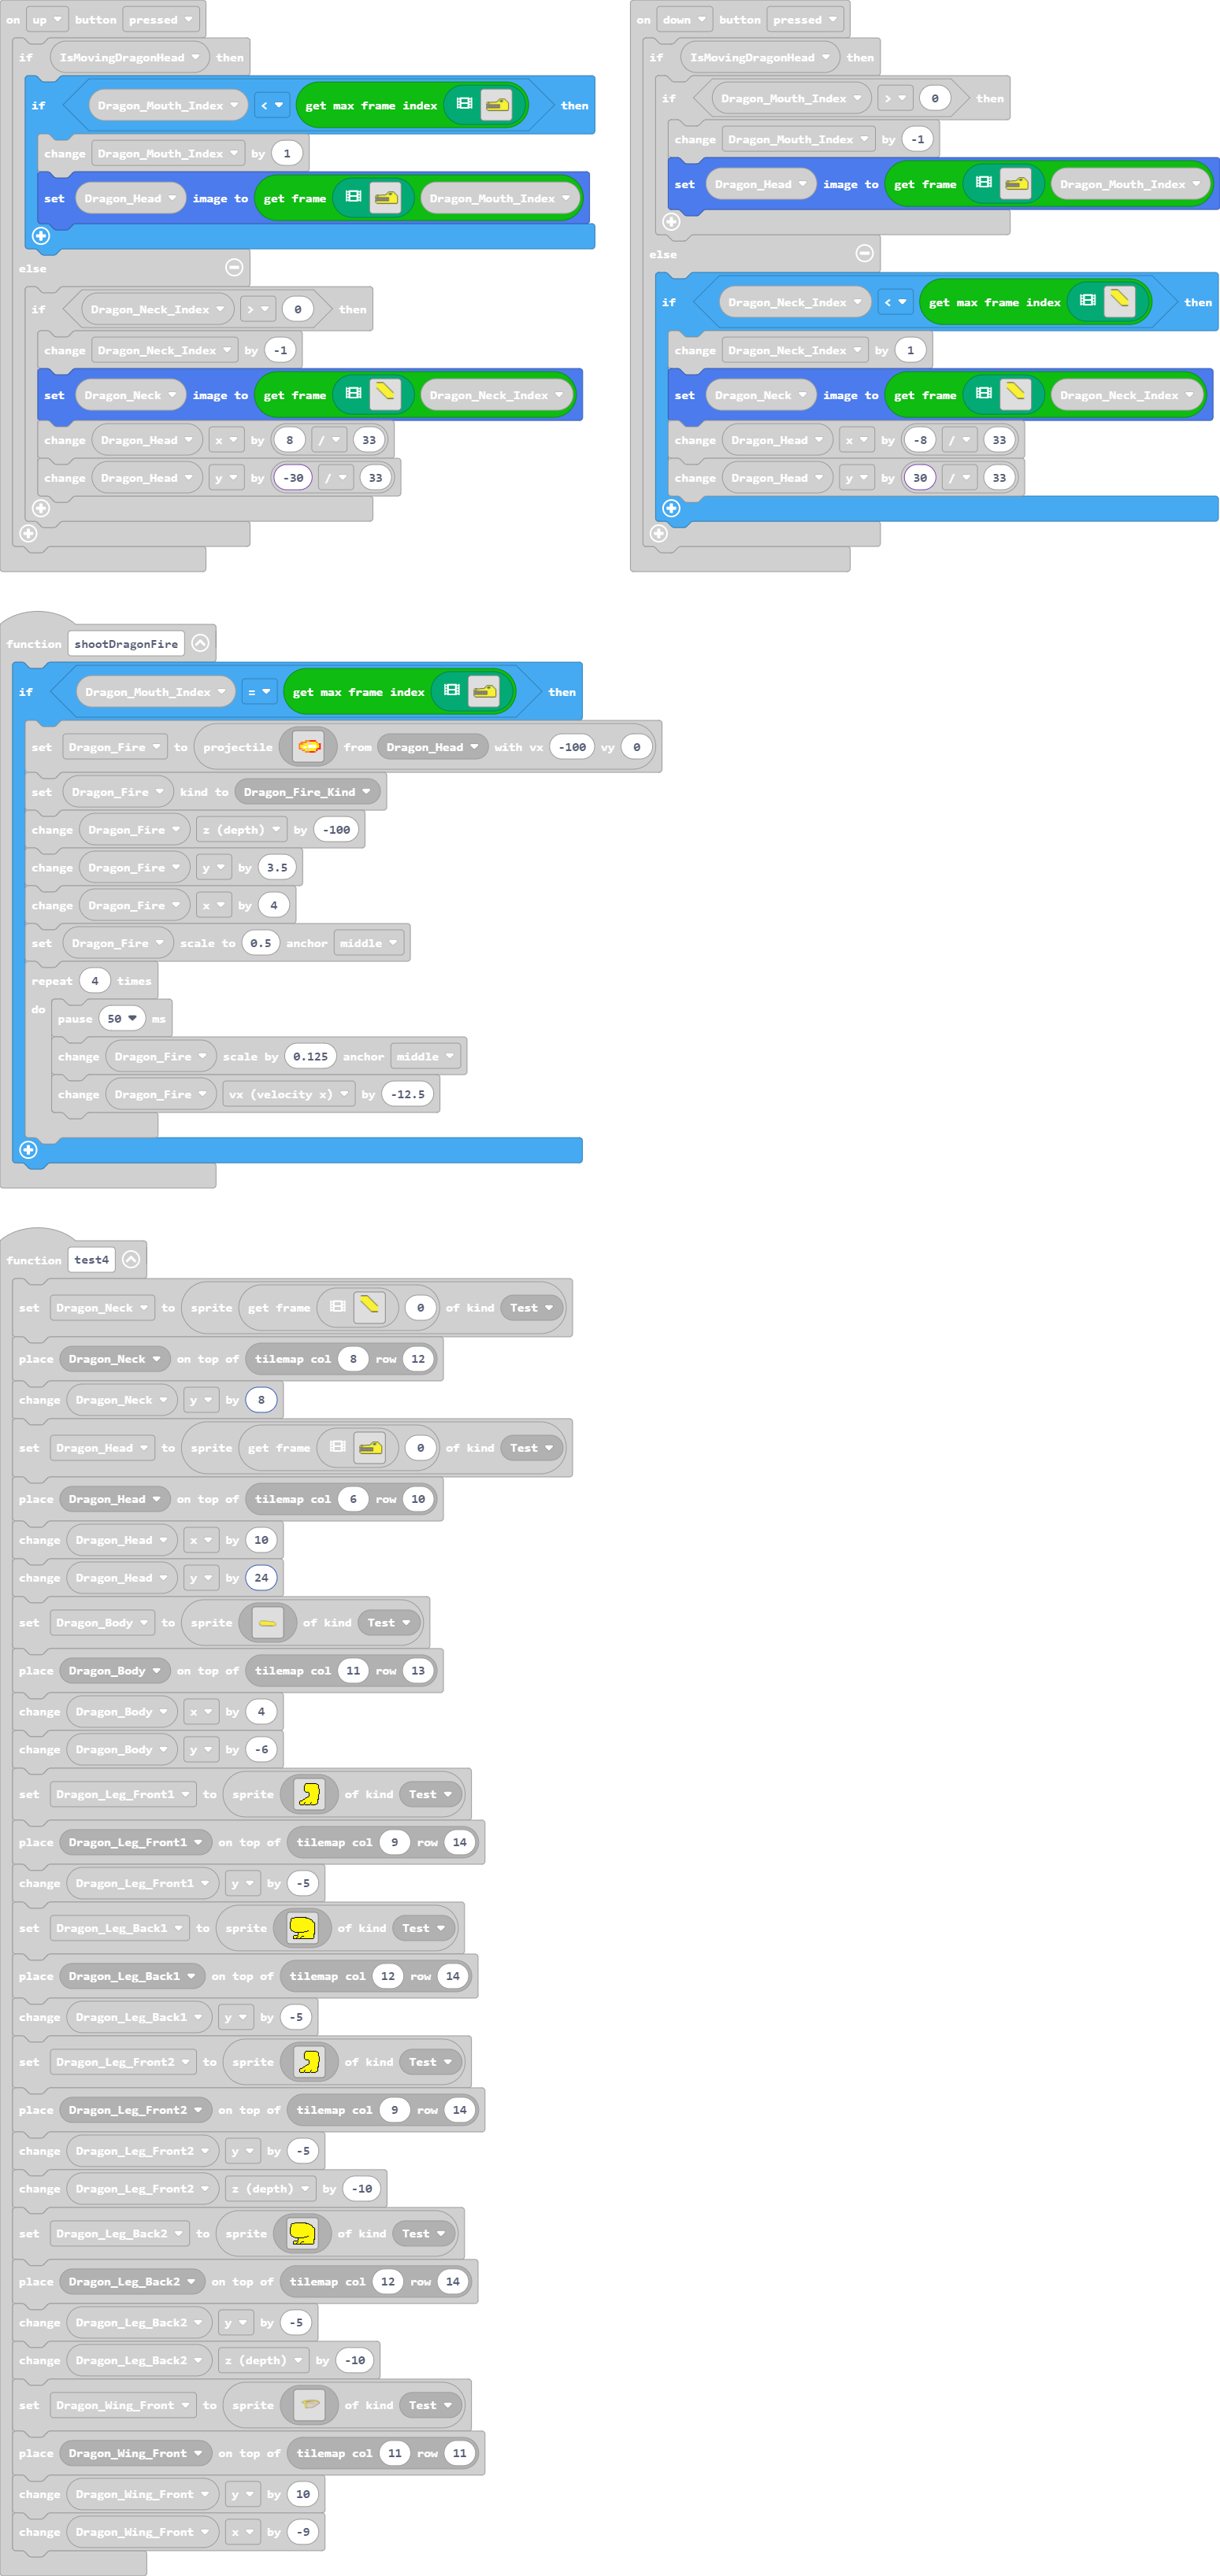 on up button pressed
if IsMovingDragonHead then
if Dragon_Mouth_Index < get max frame index then
change Dragon_Mouth_Index by 1
set Dragon_Head image to get frame Dragon_Mouth_Index
else
if Dragon_Neck_Index > 0 then
change Dragon_Neck_Index by -1
set Dragon_Neck image to get frame Dragon_Neck_Index
change Dragon_Head x by 8 / 33
change Dragon_Head y by -30 / 33
on down button pressed
if IsMovingDragonHead then
if Dragon_Mouth_Index > 0 then
change Dragon_Mouth_Index by -1
set Dragon_Head image to get frame Dragon_Mouth_Index
else
if Dragon_Neck_Index < get max frame index then
change Dragon_Neck_Index by 1
set Dragon_Neck image to get frame Dragon_Neck_Index
change Dragon_Head x by -8 / 33
change Dragon_Head y by 30 / 33
function shootDragonFire
if Dragon_Mouth_Index = get max frame index then
set Dragon_Fire to projectile from Dragon_Head with vx -100 vy 0
set Dragon_Fire kind to Dragon_Fire_Kind
change Dragon_Fire z (depth) by -100
change Dragon_Fire y by 3.5
change Dragon_Fire x by 4
set Dragon_Fire scale to 0.5 anchor middle
repeat 4 times
do
pause 50 ms
change Dragon_Fire scale by 0.125 anchor middle
change Dragon_Fire vx (velocity x) by -12.5
function test4
set Dragon_Neck to sprite get frame 0 of kind Test
place Dragon_Neck on top of tilemap col 8 row 12
change Dragon_Neck y by 8
set Dragon_Head to sprite get frame 0 of kind Test
place Dragon_Head on top of tilemap col 6 row 10
change Dragon_Head x by 10
change Dragon_Head y by 24
set Dragon_Body to sprite of kind Test
place Dragon_Body on top of tilemap col 11 row 13
change Dragon_Body x by 4
change Dragon_Body y by -6
set Dragon_Leg_Front1 to sprite of kind Test
place Dragon_Leg_Front1 on top of tilemap col 9 row 14
change Dragon_Leg_Front1 y by -5
set Dragon_Leg_Back1 to sprite of kind Test
place Dragon_Leg_Back1 on top of tilemap col 12 row 14
change Dragon_Leg_Back1 y by -5
set Dragon_Leg_Front2 to sprite of kind Test
place Dragon_Leg_Front2 on top of tilemap col 9 row 14
change Dragon_Leg_Front2 y by -5
change Dragon_Leg_Front2 z (depth) by -10
set Dragon_Leg_Back2 to sprite of kind Test
place Dragon_Leg_Back2 on top of tilemap col 12 row 14
change Dragon_Leg_Back2 y by -5
change Dragon_Leg_Back2 z (depth) by -10
set Dragon_Wing_Front to sprite of kind Test
place Dragon_Wing_Front on top of tilemap col 11 row 11
change Dragon_Wing_Front y by 10
change Dragon_Wing_Front x by -9